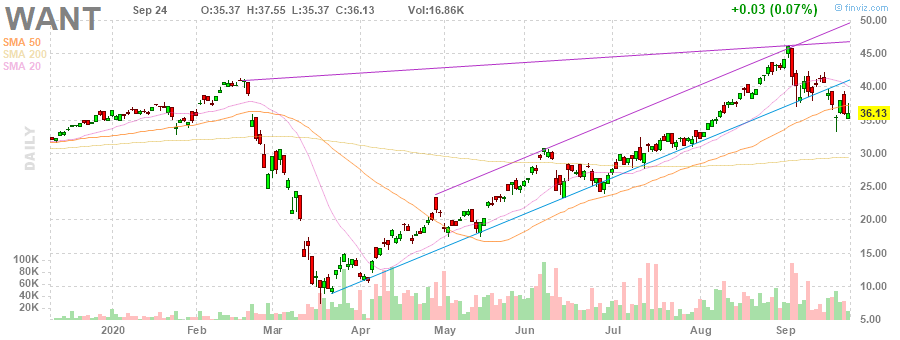 WANT
Sep 24
O:35.37 H:37.55 L:35.37 C:36.13
Vol:16.86K
+0.03 (0.07%)
© finviz.com
SMA 50
SMA 200
SMA 20
DAILY
50.00
45.00
40.00
35.00
36.13
30.00
25.00
20.00
15.00
10.00
5.00
100K
80K
60K
40K
20K
2020
Feb
Mar
Apr
May
Jun
Jul
Aug
Sep